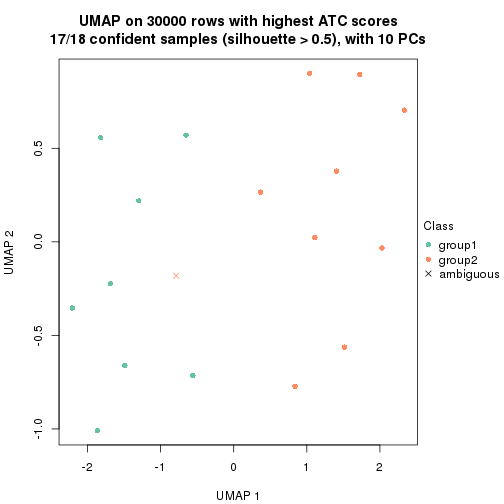 UMAP on 30000 rows with highest ATC scores
17/18 confident samples (silhouette > 0.5), with 10 PCs
0.5
0.0
-0.5
-1.0
UMAP 2
Class
group1
group2
ambiguous
-2
-1
0
1
2
UMAP 1